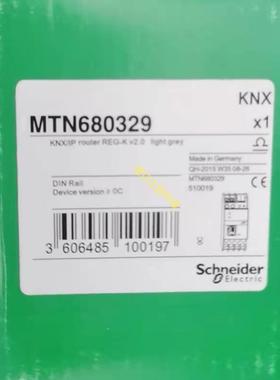 KNX
MTN680329
x1
KNX/IP router REG-K v2.0 light grey
Made in Germany
QH-2015 W35 08-26
MTN680329
510019
DIN Rail
Device version # 0C
3 606485 100197
Schneider
Electric